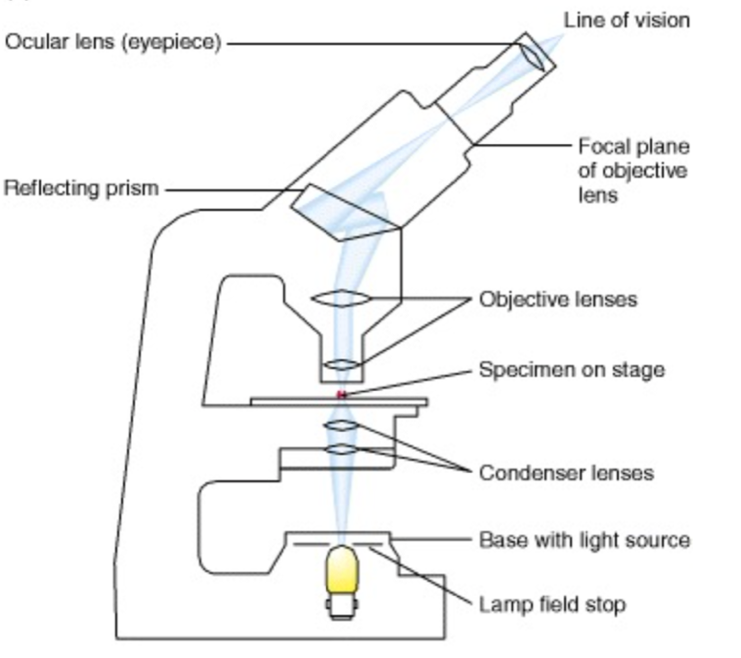 Line of vision
Ocular lens (eyepiece)
Focal plane
of objective
lens
Reflecting prism
Objective lenses
Specimen on stage
Condenser lenses
Base with light source
Lamp field stop